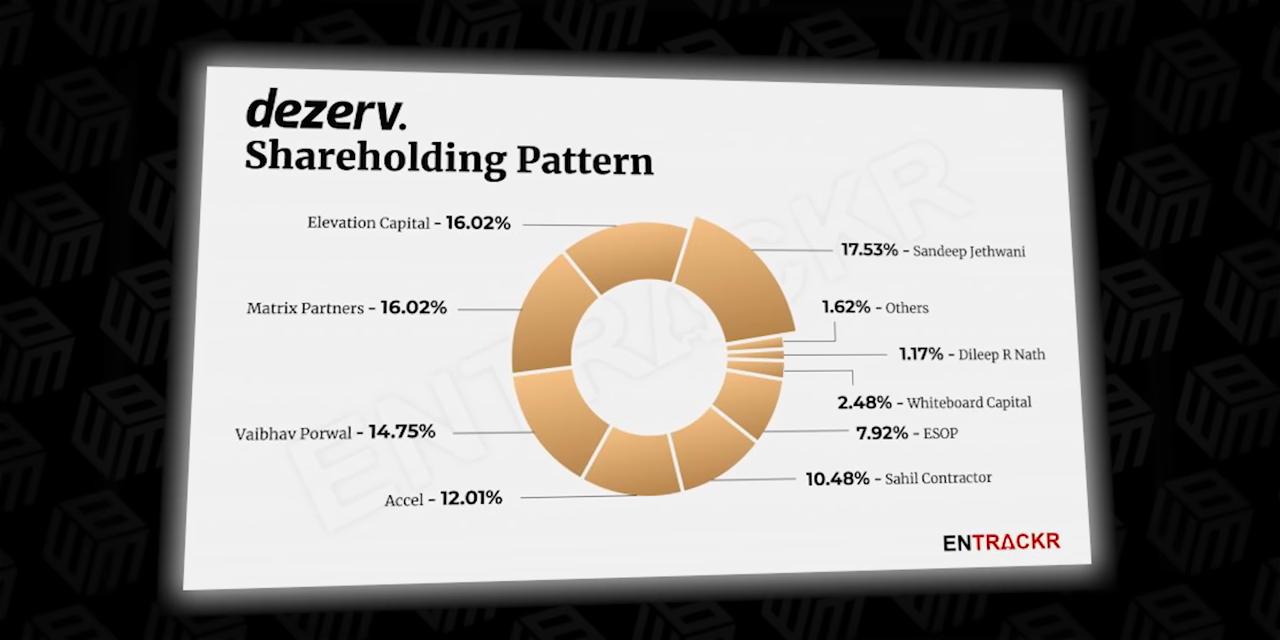 dezerv.
Shareholding Pattern
Elevation Capital - 16.02%
Matrix Partners - 16.02%
Vaibhav Porwal - 14.75%
Accel - 12.01%
17.53% - Sandeep Jethwani
1.62% - Others
1.17% - Dileep R Nath
2.48% - Whiteboard Capital
7.92% - ESOP
10.48% - Sahil Contractor
ENTRACKR
ENTRACKR